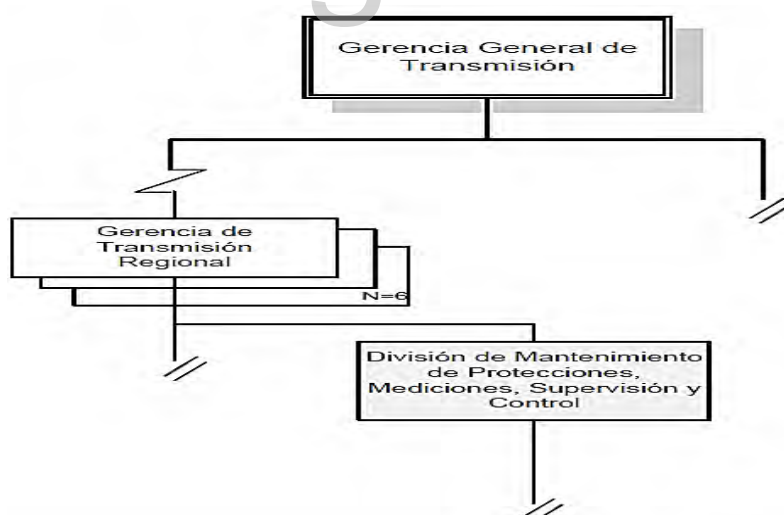 Gerencia General de
Transmisión
Gerencia de
Transmisión
Regional
N=6
División de Mantenimiento
de Protecciones,
Mediciones, Supervisión y
Control